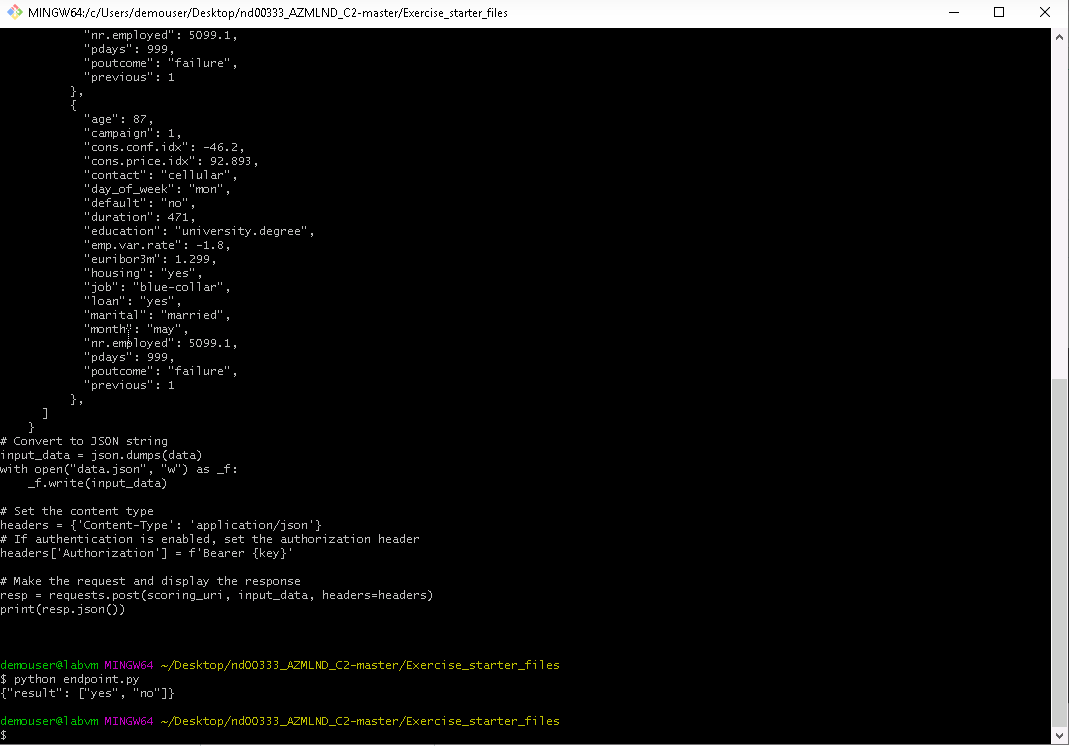 MINGW64:/c/Users/demouser/Desktop/nd00333_AZMLND_C2-master/Exercise_starter_files
"nr.employed": 5099.1,
"pdays": 999,
"poutcome": "failure",
"previous": 1
},
{
"age": 87,
"campaign": 1,
"cons.conf.idx": -46.2,
"cons.price.idx": 92.893,
"contact": "cellular",
"day_of_week": "mon",
"default": "no",
"duration": 471,
"education": "university.degree",
"emp.var.rate": -1.8,
"euribor3m": 1.299,
"housing": "yes",
"job": "blue-collar",
"loan": "yes",
"marital": "married",
"month": "may",
"nr.employed": 5099.1,
"pdays": 999,
"poutcome": "failure",
"previous": 1
},
]
}
# Convert to JSON string
input_data = json.dumps(data)
with open("data.json", "w") as _f:
_f.write(input_data)
# Set the content type
headers = {'Content-Type': 'application/json'}
# If authentication is enabled, set the authorization header
headers['Authorization'] = f'Bearer {key}'
# Make the request and display the response
resp = requests.post(scoring_uri, input_data, headers=headers)
print(resp.json())
demouser@labvm MINGW64 ~/Desktop/nd00333_AZMLND_C2-master/Exercise_starter_files
$ python endpoint.py
{"result": ["yes", "no"]}
demouser@labvm MINGW64 ~/Desktop/nd00333_AZMLND_C2-master/Exercise_starter_files
$